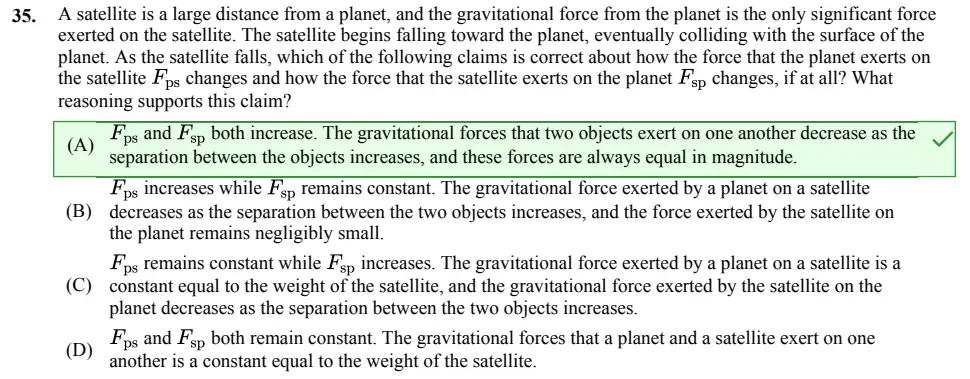 35. A satellite is a large distance from a planet, and the gravitational force from the planet is the only significant force
exerted on the satellite. The satellite begins falling toward the planet, eventually colliding with the surface of the
planet. As the satellite falls, which of the following claims is correct about how the force that the planet exerts on
the satellite Fps changes and how the force that the satellite exerts on the planet Fsp changes, if at all? What
reasoning supports this claim?
(A) Fps and Fsp both increase. The gravitational forces that two objects exert on one another decrease as the
separation between the objects increases, and these forces are always equal in magnitude.
Fps increases while Fsp remains constant. The gravitational force exerted by a planet on a satellite
(B) decreases as the separation between the two objects increases, and the force exerted by the satellite on
the planet remains negligibly small.
Fps remains constant while Fsp increases. The gravitational force exerted by a planet on a satellite is a
(C) constant equal to the weight of the satellite, and the gravitational force exerted by the satellite on the
planet decreases as the separation between the two objects increases.
(D) Fps and Fsp both remain constant. The gravitational forces that a planet and a satellite exert on one
another is a constant equal to the weight of the satellite.